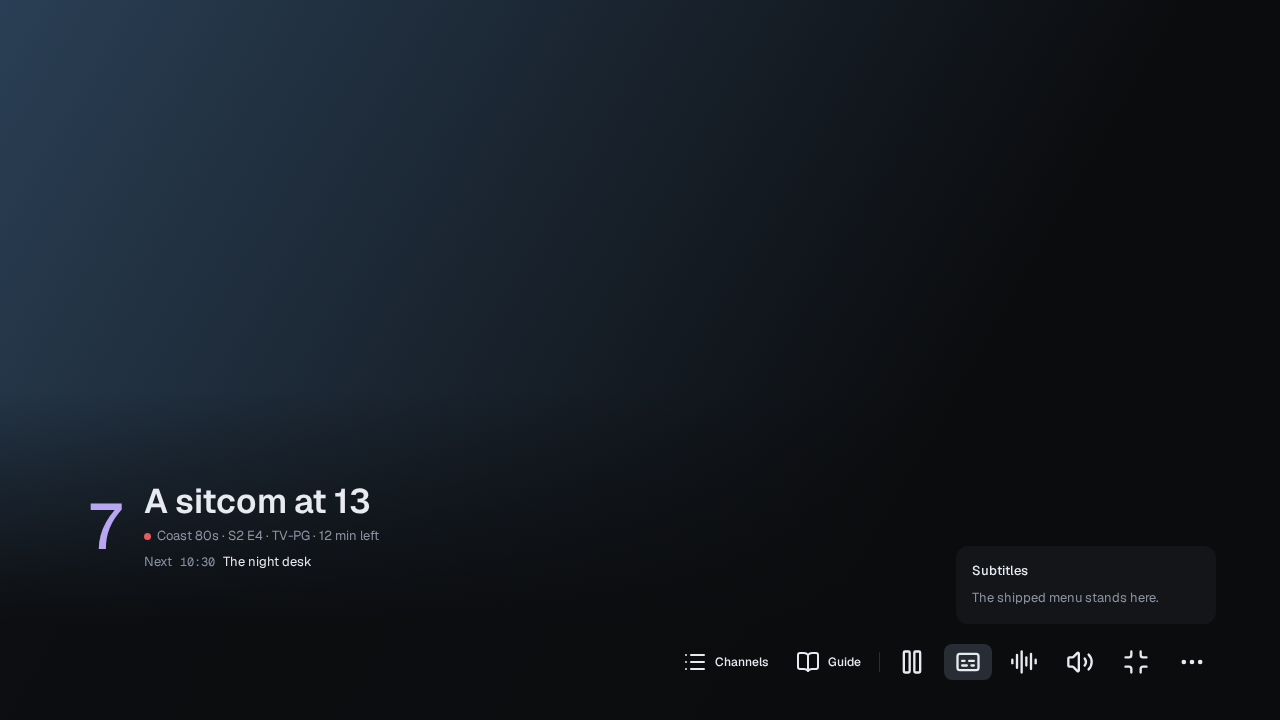 7
A sitcom at 13
Coast 80s · S2 E4 · TV-PG · 12 min left
Next 10:30 The night desk
Subtitles
The shipped menu stands here.
Channels
Guide